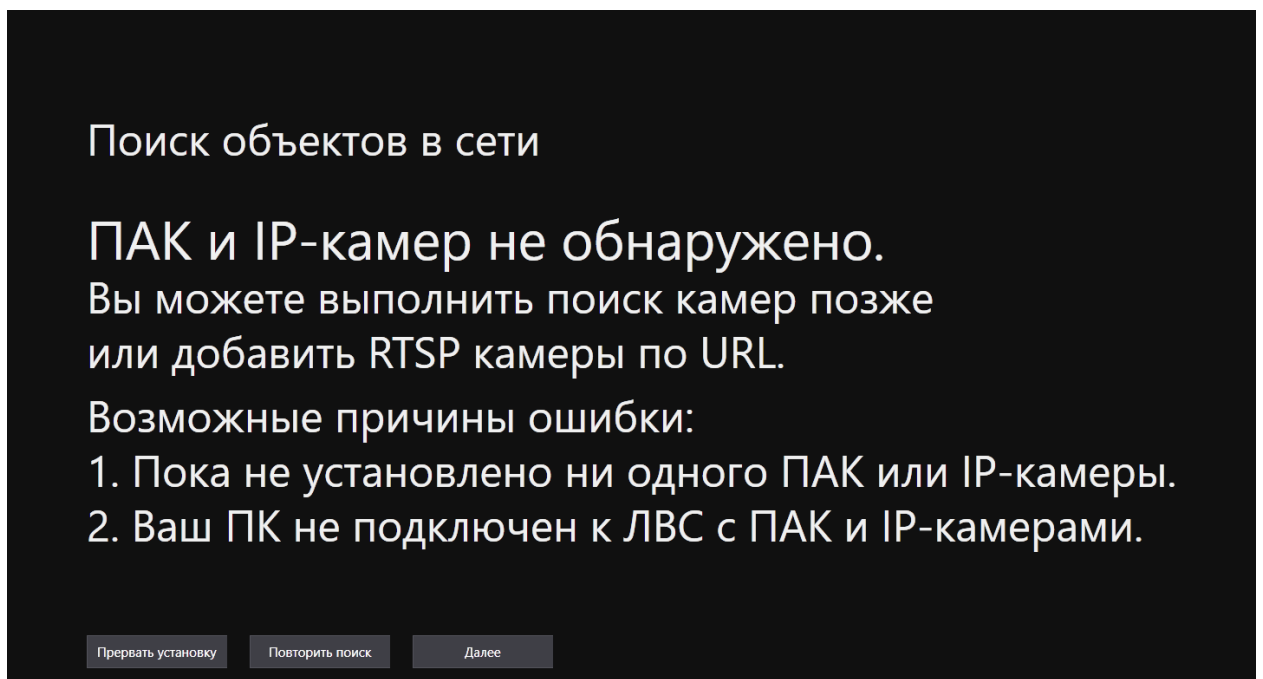 Поиск объектов в сети
ПАК и IP-камер не обнаружено.
Вы можете выполнить поиск камер позже
или добавить RTSP камеры по URL.
Возможные причины ошибки:
1. Пока не установлено ни одного ПАК или IP-камеры.
2. Ваш ПК не подключен к ЛВС с ПАК и IP-камерами.
Прервать установку
Повторить поиск
Далее